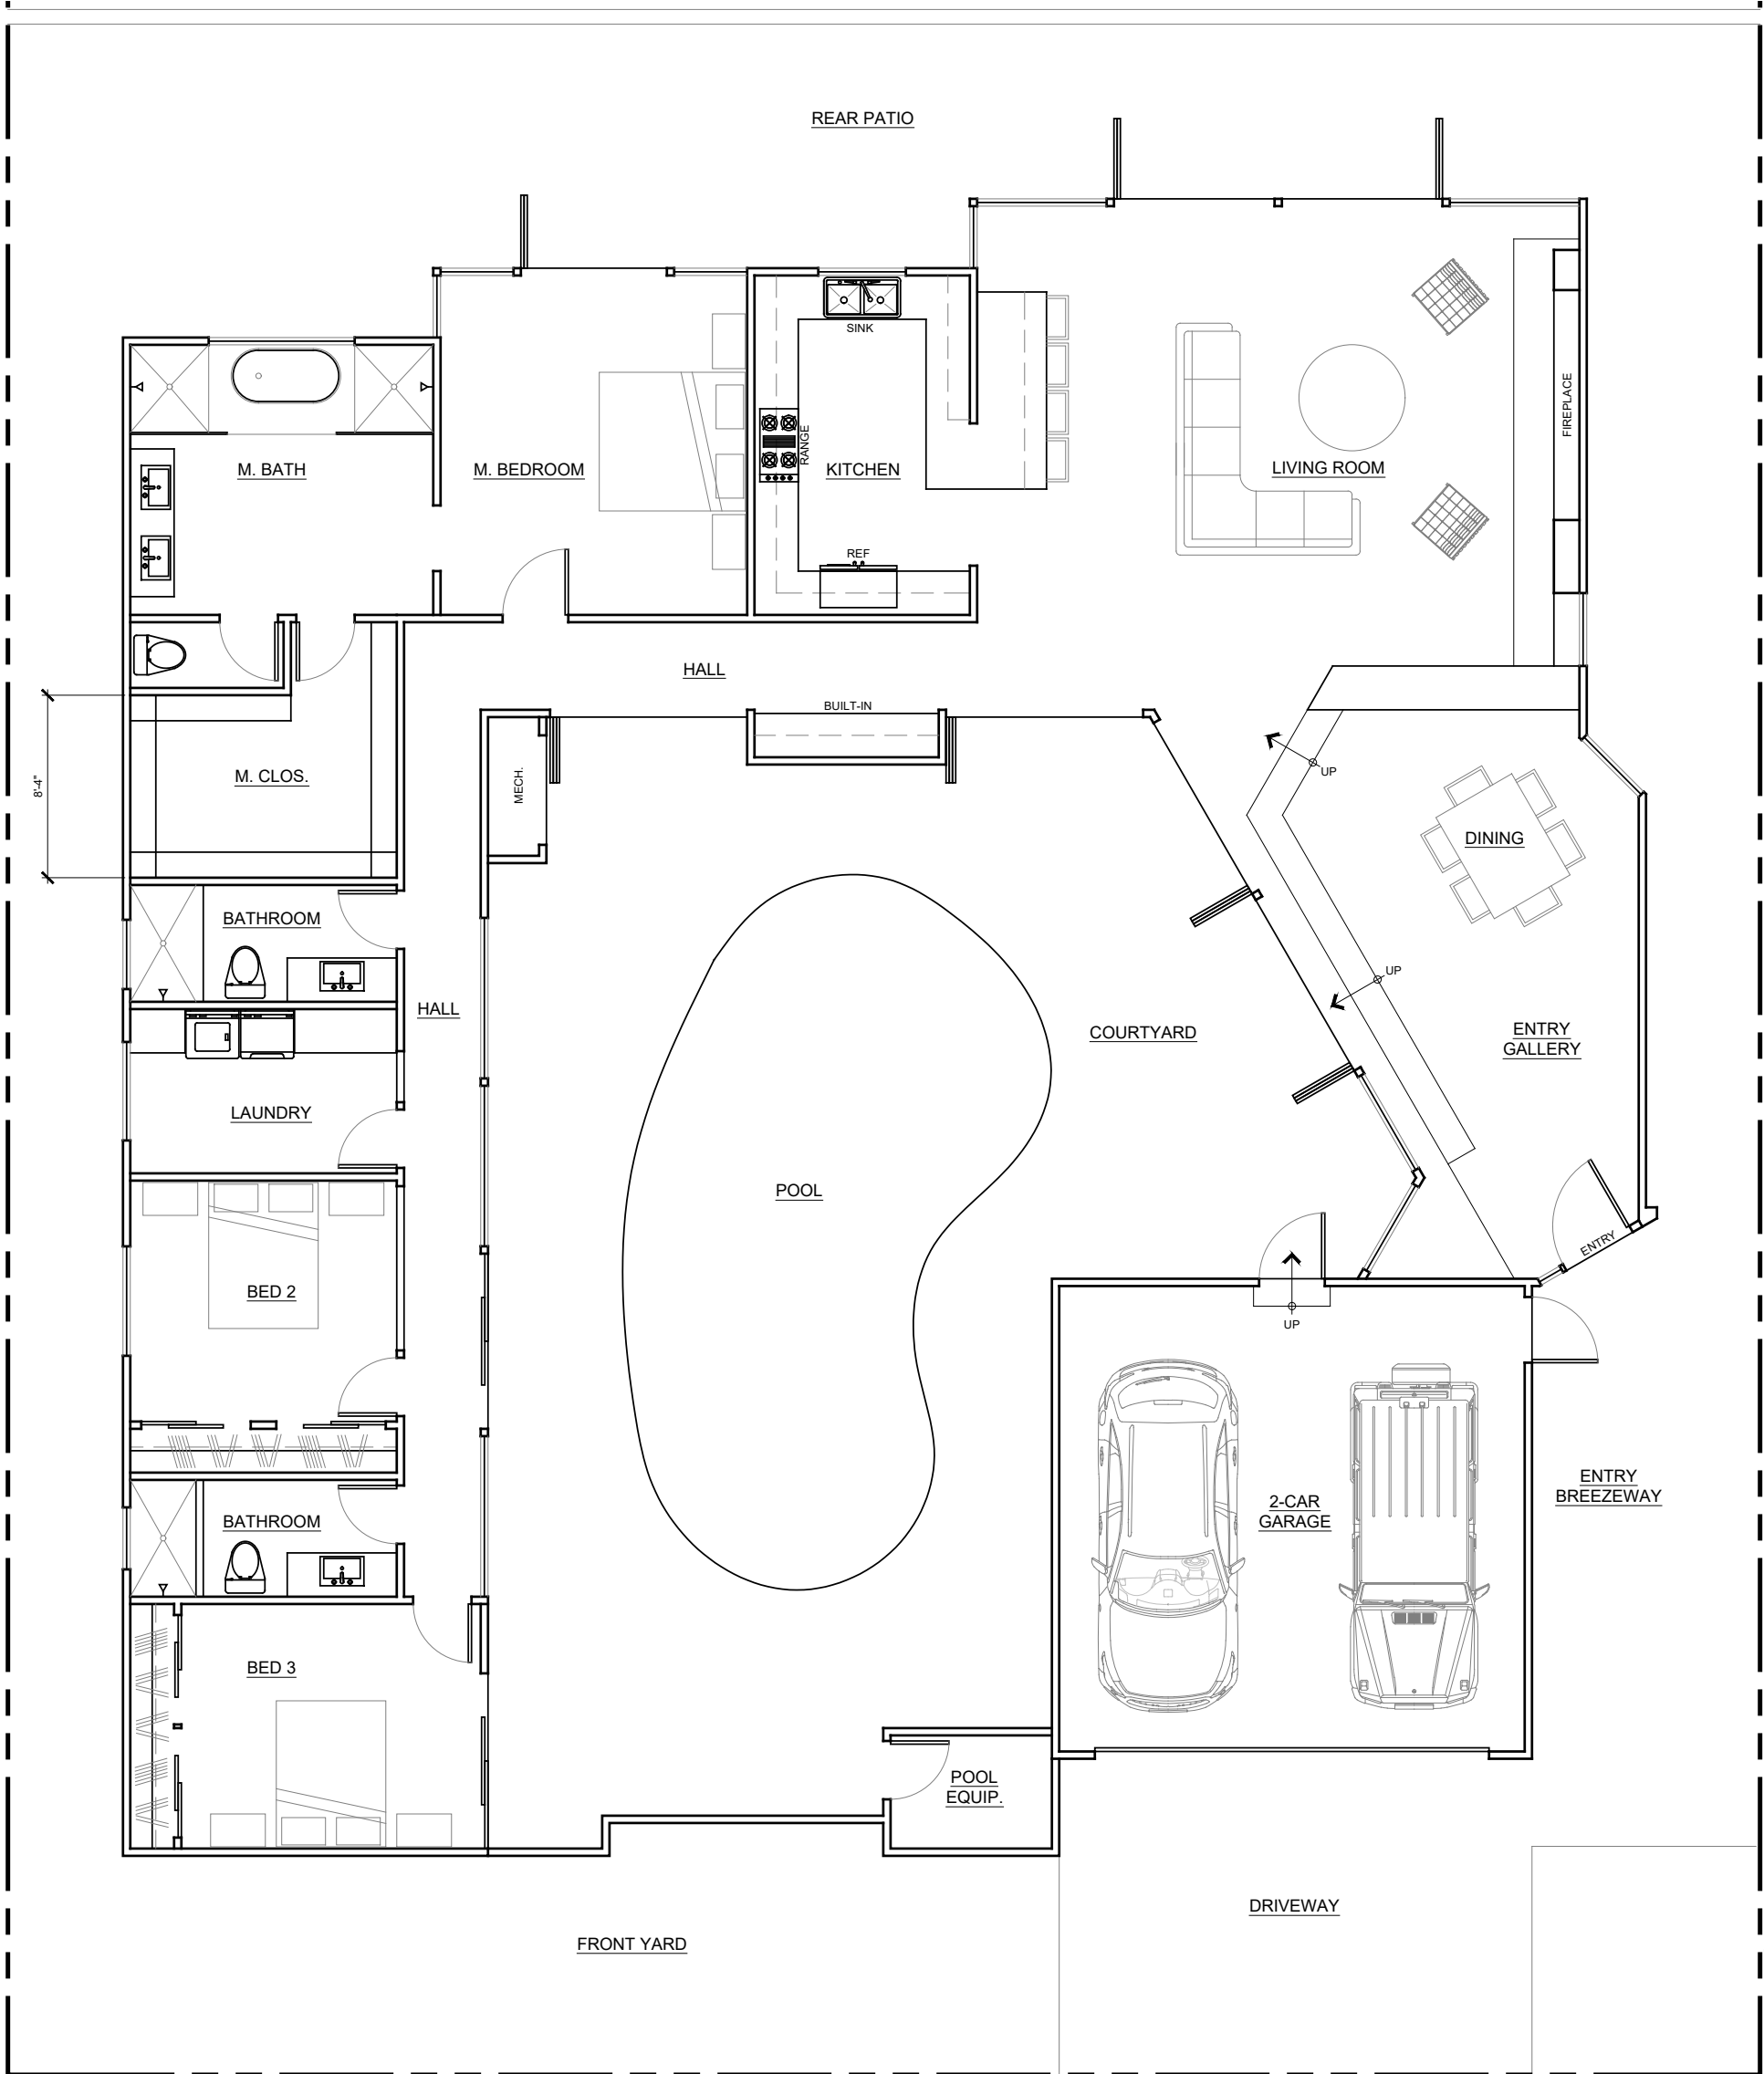 REAR PATIO
SINK
RANGE
M. BATH
M. BEDROOM
KITCHEN
LIVING ROOM
FIREPLACE
REF
HALL
BUILT-IN
MECH.
M. CLOS.
8'-4"
UP
DINING
BATHROOM
HALL
UP
COURTYARD
ENTRY
GALLERY
LAUNDRY
POOL
ENTRY
BED 2
UP
2-CAR
GARAGE
ENTRY
BREEZEWAY
BATHROOM
BED 3
POOL
EQUIP.
DRIVEWAY
FRONT YARD